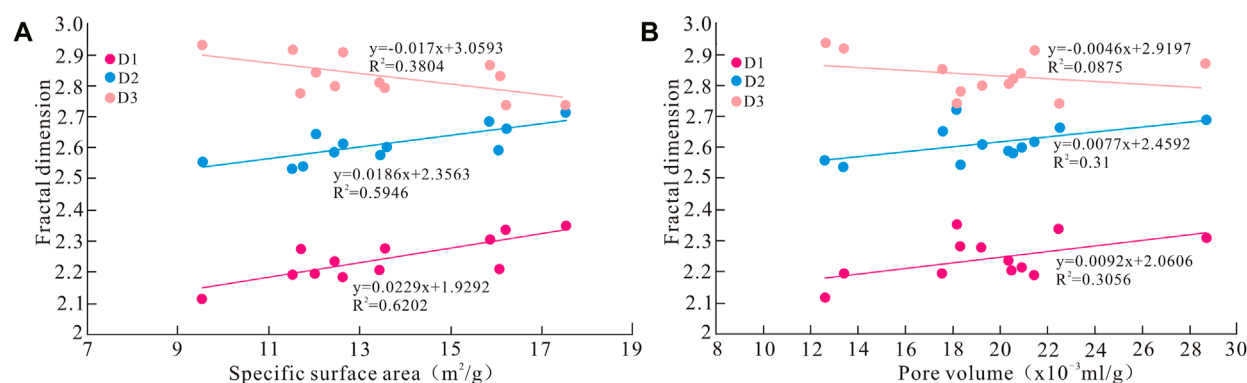 A
Fractal dimension
3.0
2.9
2.8
2.7
2.6
2.5
2.4
2.3
2.2
2.1
2
D1
D2
D3
y=-0.017x+3.0593
R²=0.3804
y=0.0186x+2.3563
R²=0.5946
y=0.0229x+1.9292
R²=0.6202
7 9 11 13 15 17 19
Specific surface area（m²/g）
B
Fractal dimension
3.0
2.9
2.8
2.7
2.6
2.5
2.4
2.3
2.2
2.1
2
D1
D2
D3
y=-0.0046x+2.9197
R²=0.0875
y=0.0077x+2.4592
R²=0.31
y=0.0092x+2.0606
R²=0.3056
8 10 12 14 16 18 20 22 24 26 28 30
Pore volume（x10⁻³ml/g）